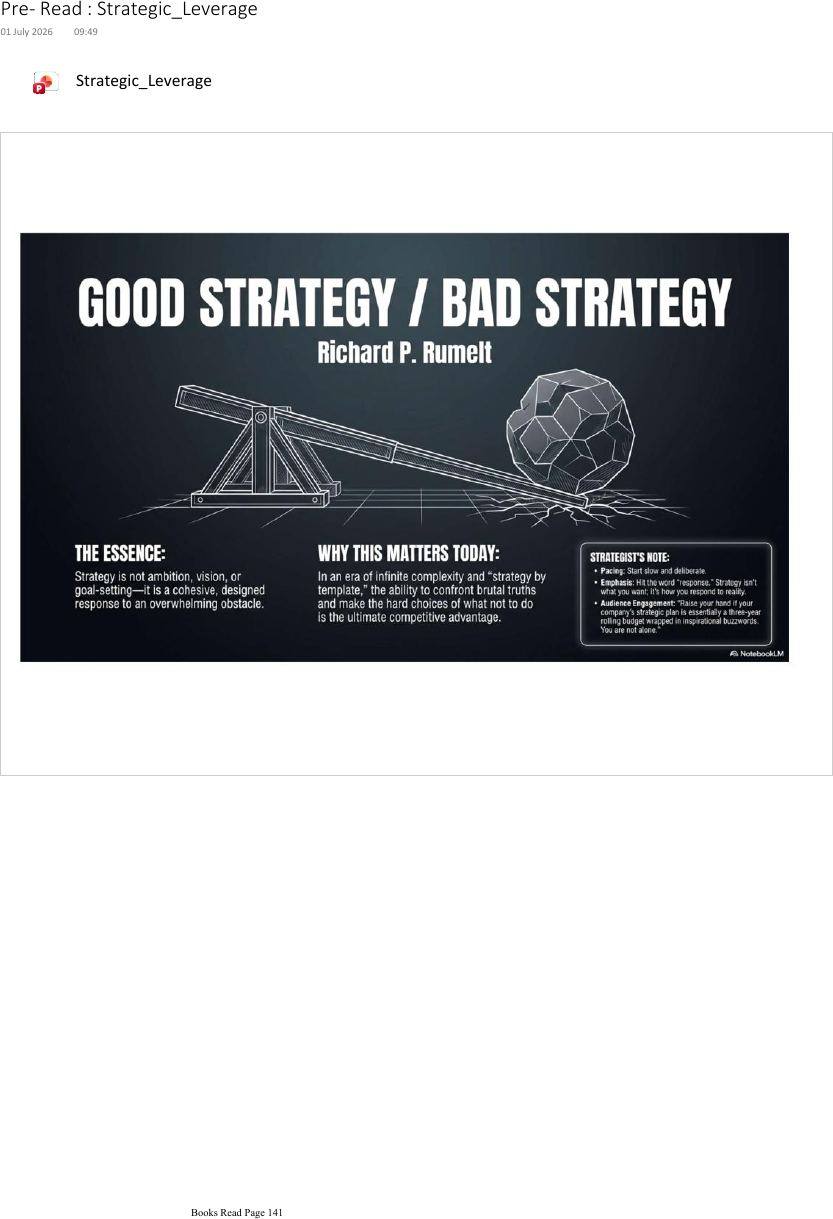 Pre- Read : Strategic_Leverage
01 July 2026 09:49
Strategic_Leverage
GOOD STRATEGY / BAD STRATEGY
Richard P. Rumelt
THE ESSENCE:
Strategy is not ambition, vision, or
goal-setting—it is a cohesive, designed
response to an overwhelming obstacle.
WHY THIS MATTERS TODAY:
In an era of infinite complexity and “strategy by
template,” the ability to confront brutal truths
and make the hard choices of what not to do
is the ultimate competitive advantage.
STRATEGIST'S NOTE:
• Pacing: Start slow and deliberate.
• Emphasis: Hit the word “response.” Strategy isn't
what you want; it's how you respond to reality.
• Audience Engagement: “Raise your hand if your
company's strategic plan is essentially a three-year
rolling budget wrapped in inspirational buzzwords.
You are not alone.”
NotebookLM
Books Read Page 141